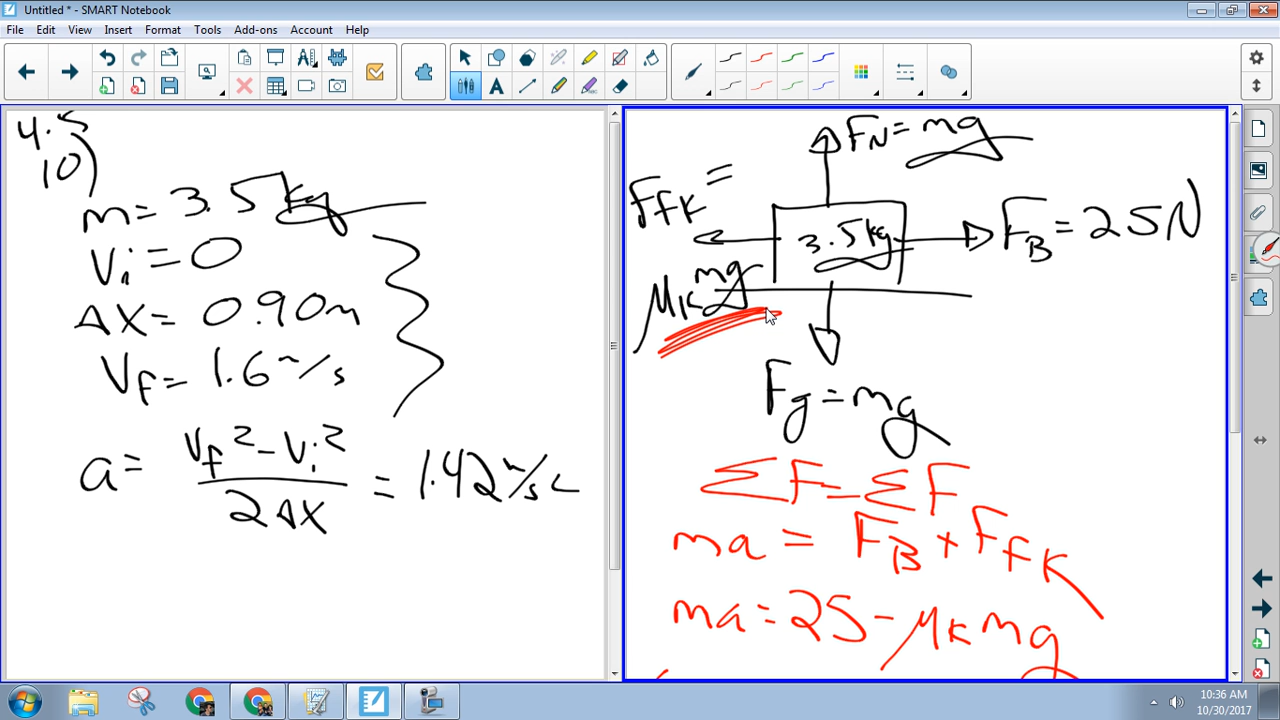 Untitled * - SMART Notebook
File Edit View Insert Format Tools Add-ons Account Help
4.5
10)
m = 3.5 kg
Vi = 0
Δx = 0.90m
Vf = 1.6 m/s
a = Vf² - Vi² / 2Δx = 1.42 m/s²
FN = mg
FfK =
μK mg
3.5kg
FB = 25N
Fg = mg
ΣF = ΣF
ma = FB + FfK
ma = 25 - μK mg
10:36 AM
10/30/2017